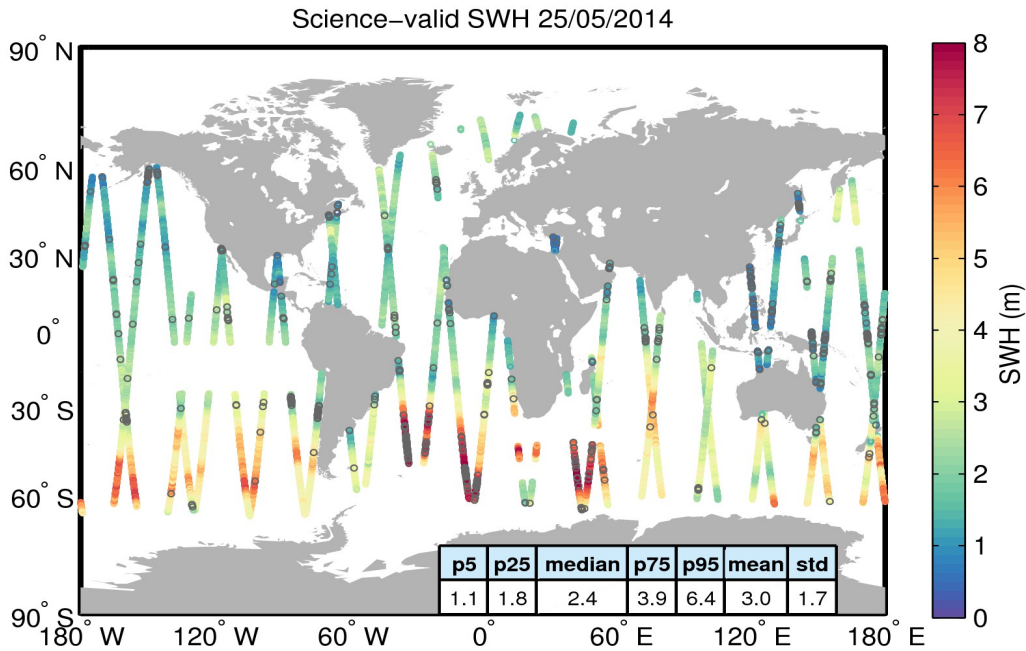 Science−valid SWH 25/05/2014
90° N
60° N
30° N
0°
30° S
60° S
90° S
180° W
120° W
60° W
0°
60° E
120° E
180° E
8
7
6
5
4
3
2
1
0
SWH (m)
p5 p25 median p75 p95 mean std
1.1 1.8 2.4 3.9 6.4 3.0 1.7